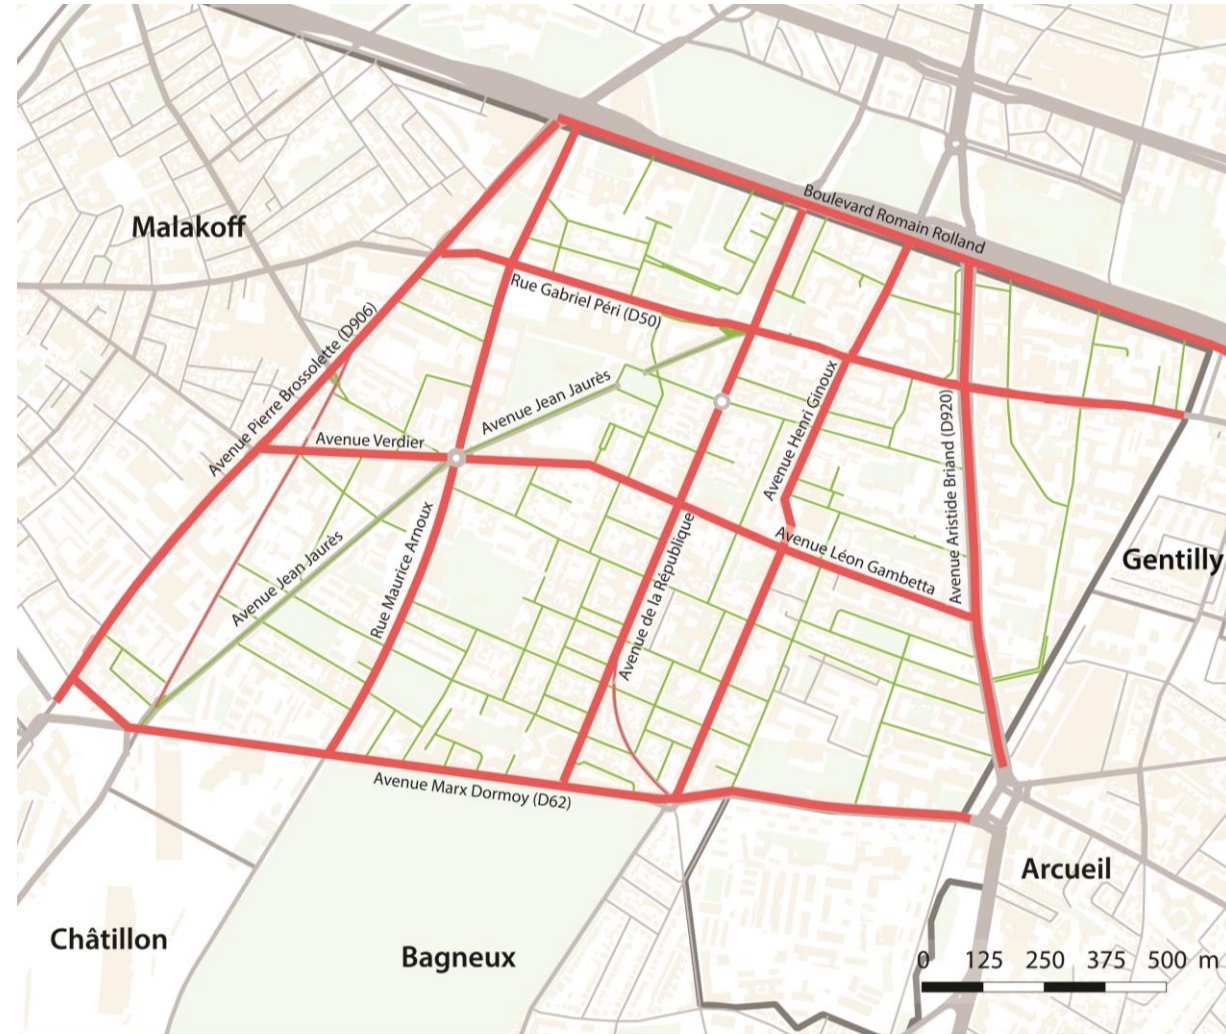 Malakoff
Boulevard Romain Rolland
Rue Gabriel Péri (D50)
Avenue Pierre Brossolette (D906)
Avenue Jean Jaurès
Avenue Henri Ginoux
Avenue Verdier
Avenue Aristide Briand (D920)
Rue Maurice Arnoux
Avenue Jean Jaurès
Avenue de la République
Avenue Léon Gambetta
Gentilly
Avenue Marx Dormoy (D62)
Arcueil
Châtillon
Bagneux
0 125 250 375 500 m